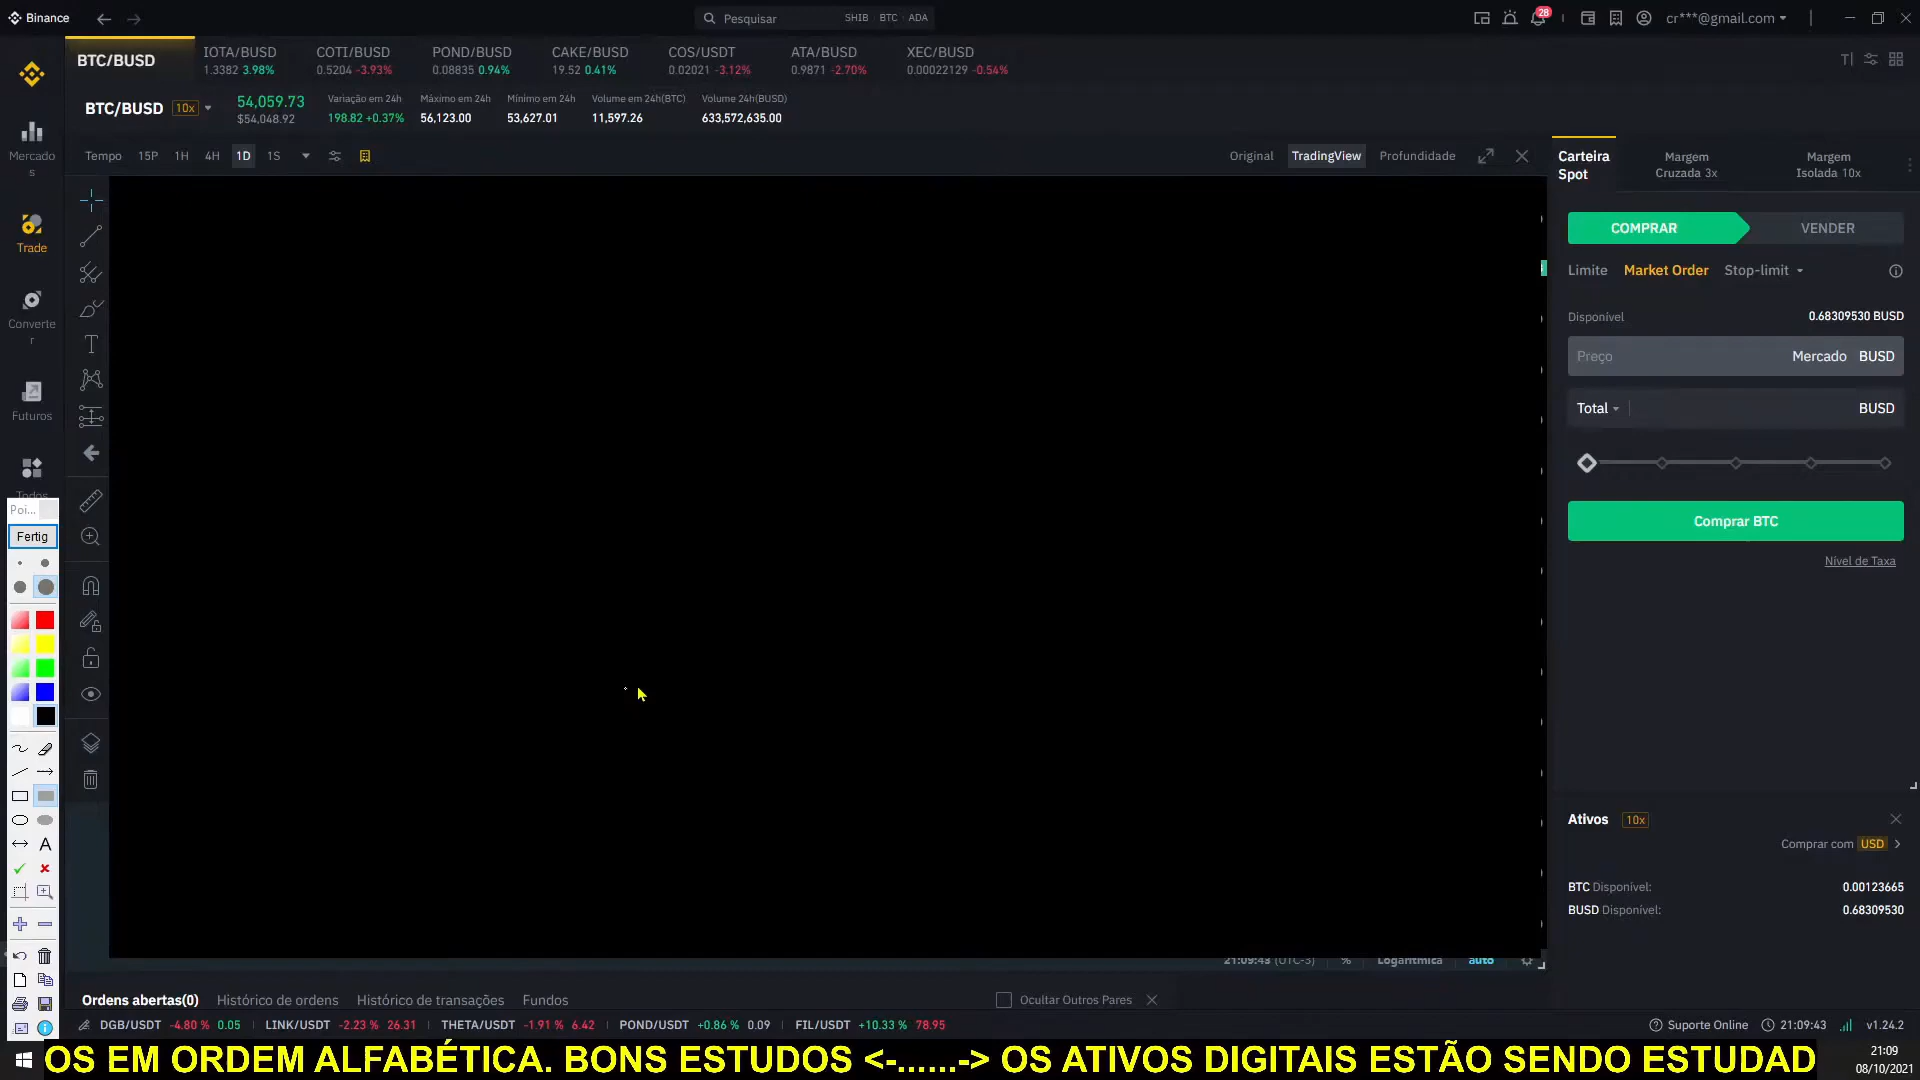 Binance
Pesquisar SHIB BTC ADA
28
cr***@gmail.com
BTC/BUSD
IOTA/BUSD
1.3382 3.98%
COTI/BUSD
0.5204 -3.93%
POND/BUSD
0.08835 0.94%
CAKE/BUSD
19.52 0.41%
COS/USDT
0.02021 -3.12%
ATA/BUSD
0.9871 -2.70%
XEC/BUSD
0.00022129 -0.54%
BTC/BUSD 10x
54,059.73
$54,048.92
Variação em 24h
198.82 +0.37%
Máximo em 24h
56,123.00
Mínimo em 24h
53,627.01
Volume em 24h(BTC)
11,597.26
Volume 24h(BUSD)
633,572,635.00
Mercado
s
Trade
Converte
r
Futuros
Todos
Tempo 15P 1H 4H 1D 1S
Original TradingView Profundidade
Carteira
Spot
Margem
Cruzada 3x
Margem
Isolada 10x
COMPRAR VENDER
Limite Market Order Stop-limit
Disponível 0.68309530 BUSD
Preço Mercado BUSD
Total BUSD
Comprar BTC
Nível de Taxa
Ativos 10x
Comprar com USD
BTC Disponível: 0.00123665
BUSD Disponível: 0.68309530
Poi...
Fertig
T
A
21:09:43 (UTC-3) % Logarítmica auto
Ordens abertas(0) Histórico de ordens Histórico de transações Fundos Ocultar Outros Pares
DGB/USDT -4.80 % 0.05 LINK/USDT -2.23 % 26.31 THETA/USDT -1.91 % 6.42 POND/USDT +0.86 % 0.09 FIL/USDT +10.33 % 78.95
Suporte Online 21:09:43 v1.24.2
OS EM ORDEM ALFABÉTICA. BONS ESTUDOS <-......-> OS ATIVOS DIGITAIS ESTÃO SENDO ESTUDAD
21:09
08/10/2021